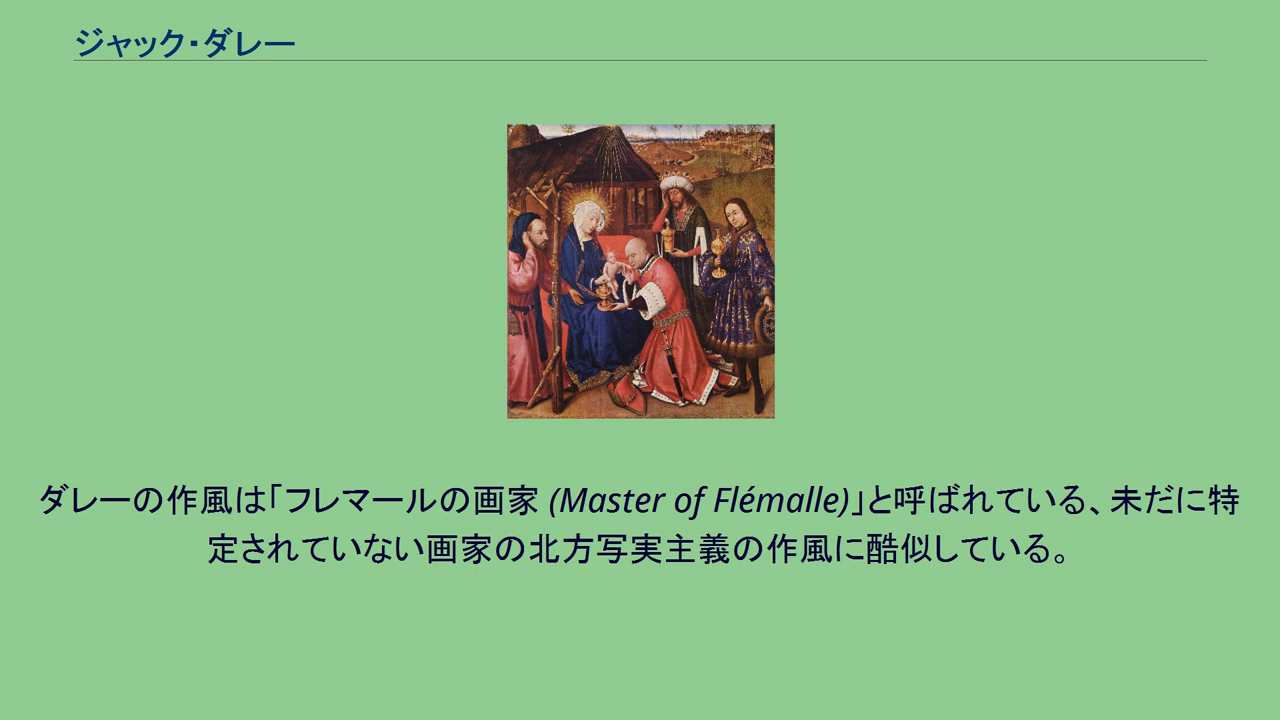 ジャック・ダレー
ダレーの作風は「フレマールの画家 (Master of Flémalle)」と呼ばれている、未だに特
定されていない画家の北方写実主義の作風に酷似している。